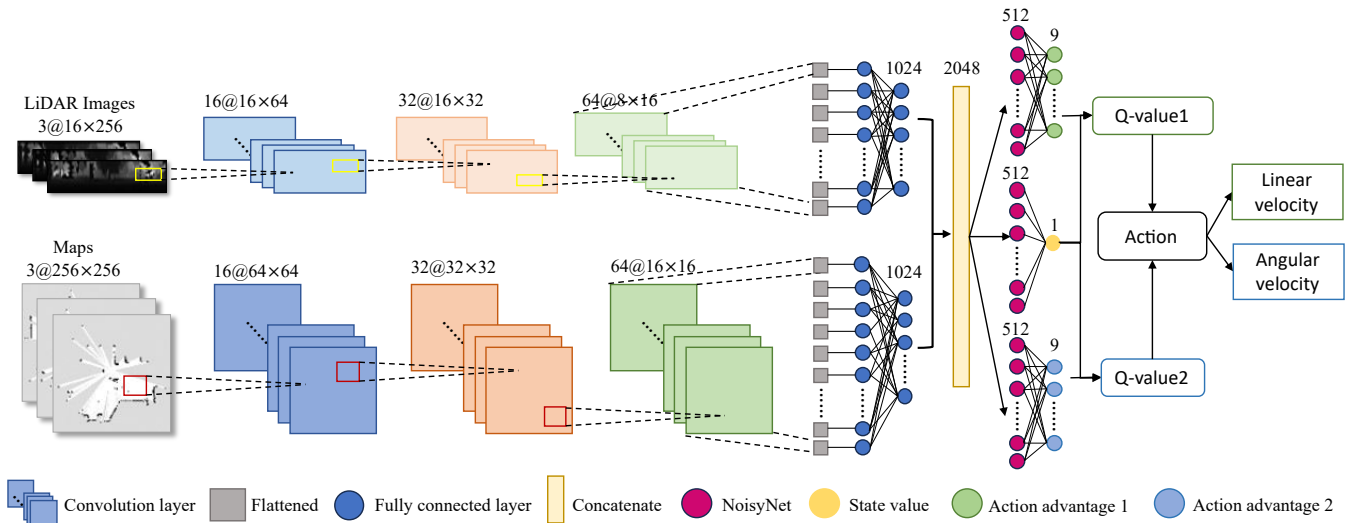 LiDAR Images
3@16×256
16@16×64
32@16×32
64@8×16
1024
2048
512
9
Q-value1
Linear
velocity
512
1
Action
Angular
velocity
Maps
3@256×256
16@64×64
32@32×32
64@16×16
1024
512
9
Q-value2
Convolution layer
Flattened
Fully connected layer
Concatenate
NoisyNet
State value
Action advantage 1
Action advantage 2